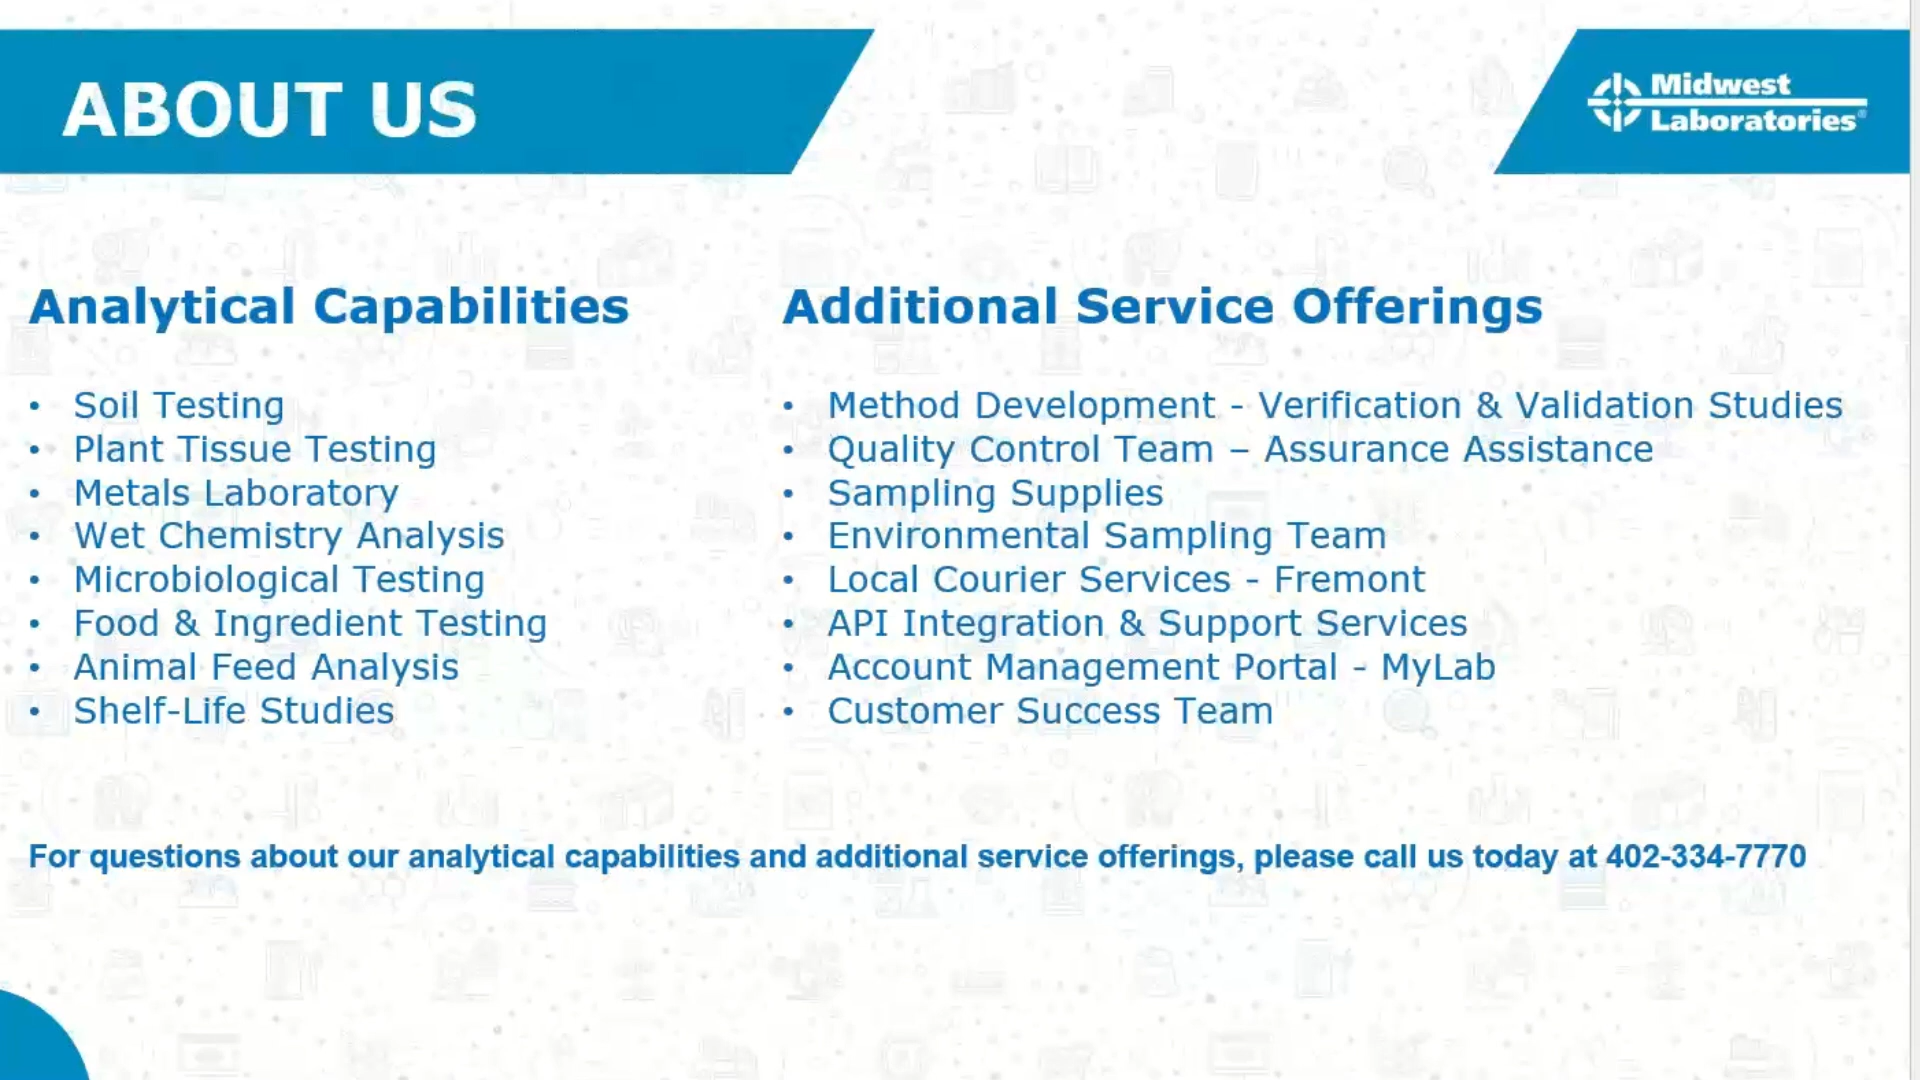 ABOUT US
Midwest
Laboratories®
Analytical Capabilities
• Soil Testing
• Plant Tissue Testing
• Metals Laboratory
• Wet Chemistry Analysis
• Microbiological Testing
• Food & Ingredient Testing
• Animal Feed Analysis
• Shelf-Life Studies
Additional Service Offerings
• Method Development - Verification & Validation Studies
• Quality Control Team – Assurance Assistance
• Sampling Supplies
• Environmental Sampling Team
• Local Courier Services - Fremont
• API Integration & Support Services
• Account Management Portal - MyLab
• Customer Success Team
For questions about our analytical capabilities and additional service offerings, please call us today at 402-334-7770